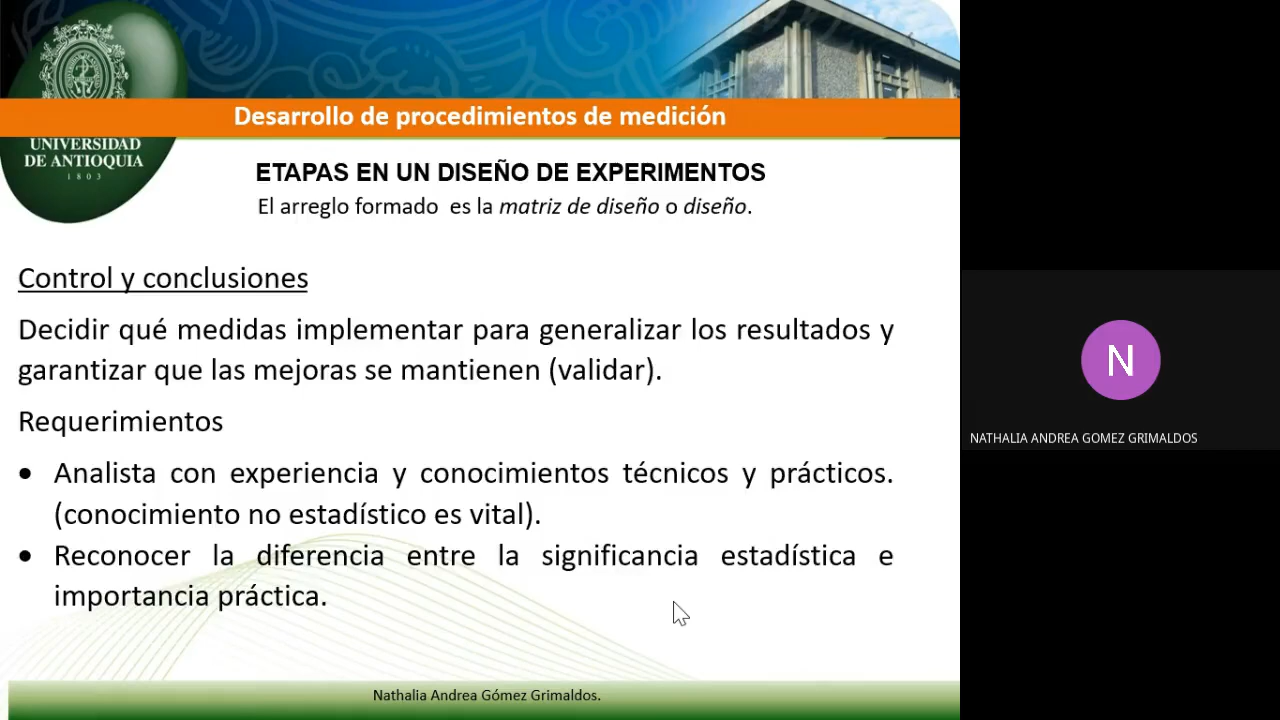 Desarrollo de procedimientos de medición
UNIVERSIDAD
DE ANTIOQUIA
1803
ETAPAS EN UN DISEÑO DE EXPERIMENTOS
El arreglo formado es la matriz de diseño o diseño.
Control y conclusiones
Decidir qué medidas implementar para generalizar los resultados y
garantizar que las mejoras se mantienen (validar).
Requerimientos
• Analista con experiencia y conocimientos técnicos y prácticos.
(conocimiento no estadístico es vital).
• Reconocer la diferencia entre la significancia estadística e
importancia práctica.
Nathalia Andrea Gómez Grimaldos.
N
NATHALIA ANDREA GOMEZ GRIMALDOS